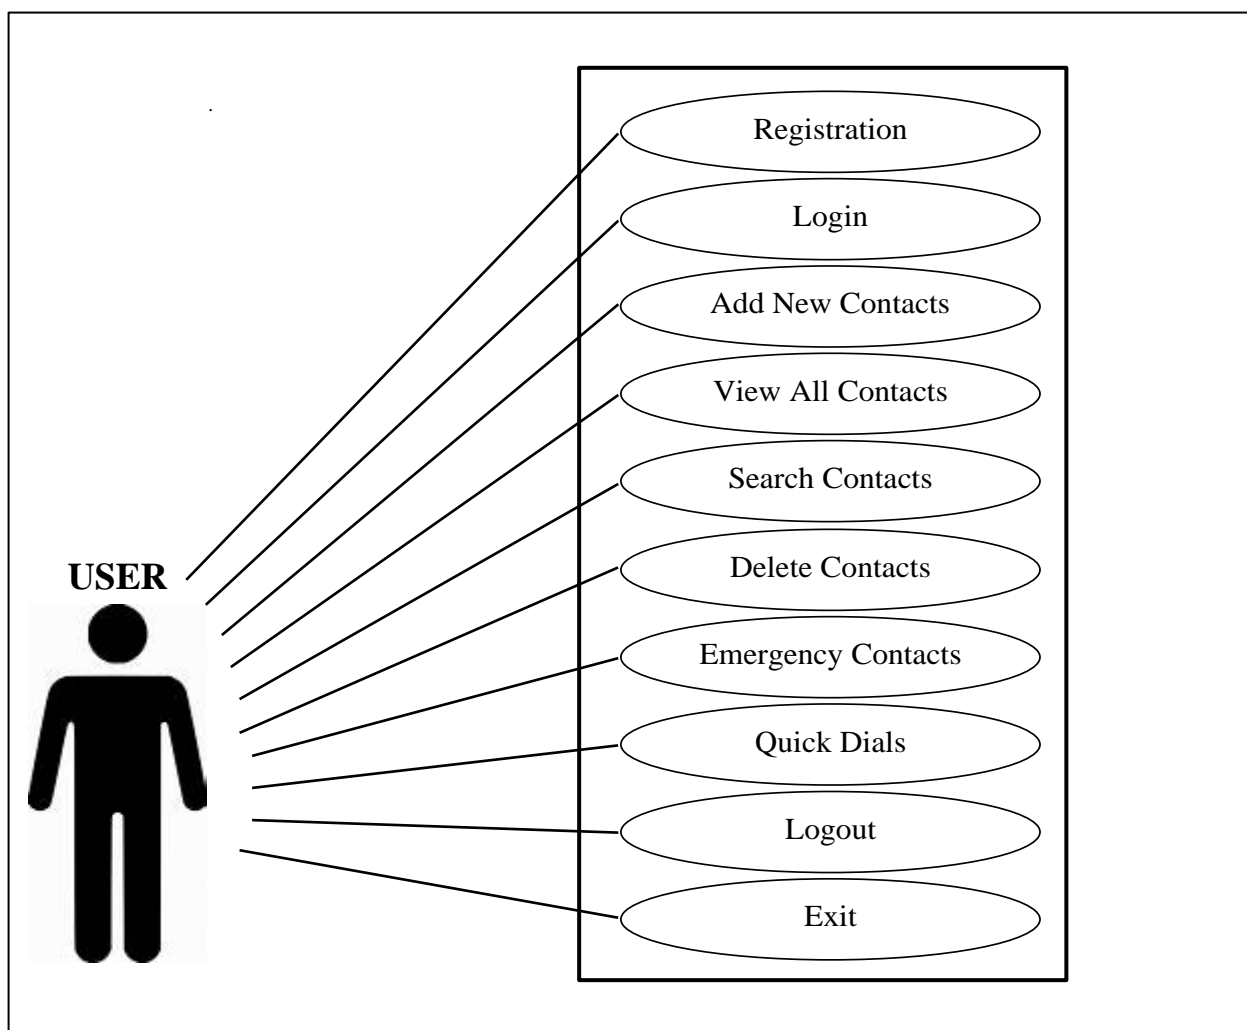 Registration
Login
Add New Contacts
View All Contacts
Search Contacts
USER
Delete Contacts
Emergency Contacts
Quick Dials
Logout
Exit